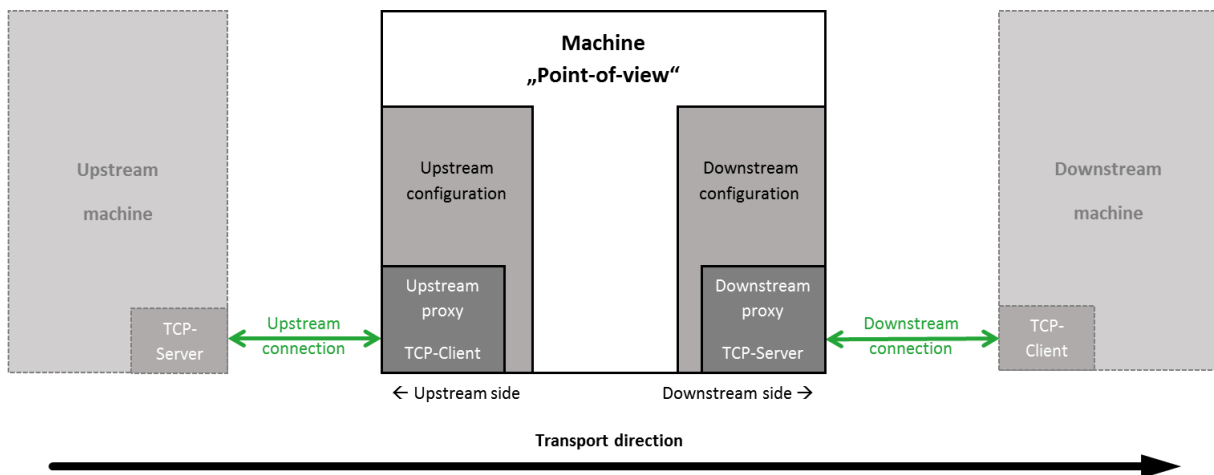 Machine
„Point-of-view“
Upstream
machine
Upstream
configuration
Downstream
configuration
Downstream
machine
Upstream
proxy
TCP-Client
Downstream
proxy
TCP-Server
TCP-
Server
Upstream
connection
Downstream
connection
TCP-
Client
← Upstream side
Downstream side →
Transport direction